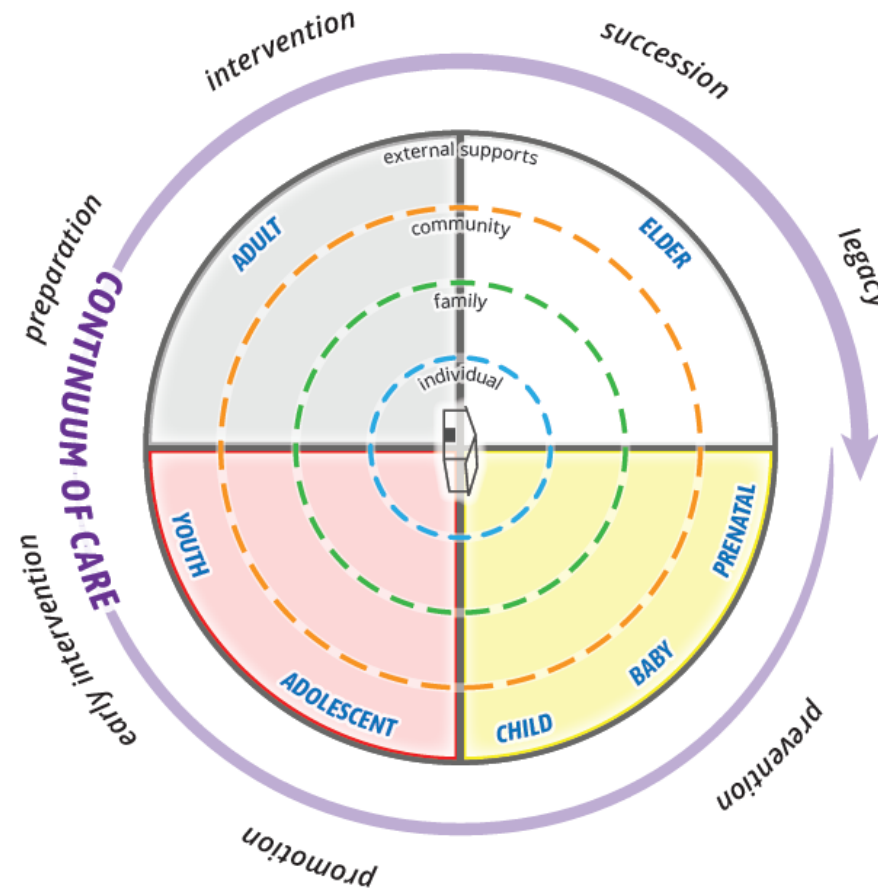 intervention
succession
external supports
community
family
individual
ADULT
ELDER
preparation
legacy
CONTINUUM OF CARE
YOUTH
PRENATAL
early intervention
ADOLESCENT
CHILD
BABY
prevention
promotion